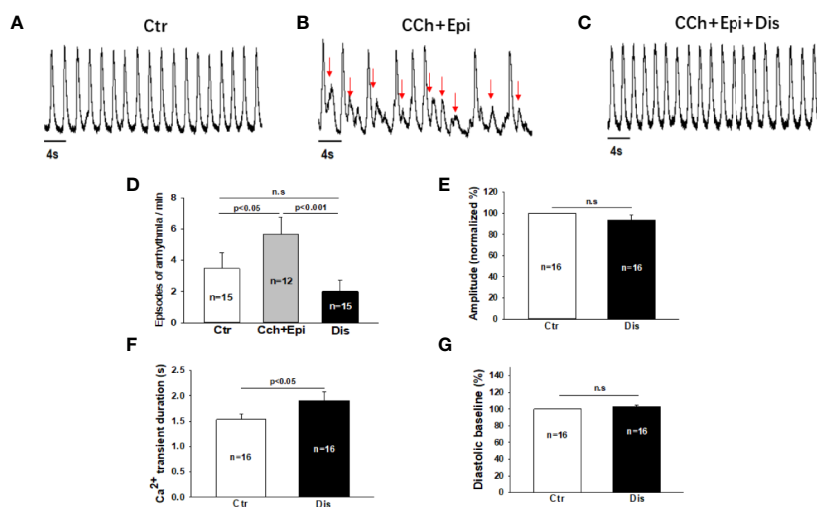 A
Ctr
4s
B
CCh+Epi
4s
C
CCh+Epi+Dis
4s
D
Episodes of arrhythmia / min
6
4
2
0
n.s
p<0.05
p<0.001
n=15
n=12
n=15
Ctr
Cch+Epi
Dis
E
Amplitude (normalized %)
120
100
80
60
40
20
0
n.s
n=16
n=16
Ctr
Dis
F
Ca2+ transient duration (s)
2.5
2.0
1.5
1.0
0.5
0.0
p<0.05
n=16
n=16
Ctr
Dis
G
Diastolic baseline (%)
140
120
100
80
60
40
20
0
n.s
n=16
n=16
Ctr
Dis